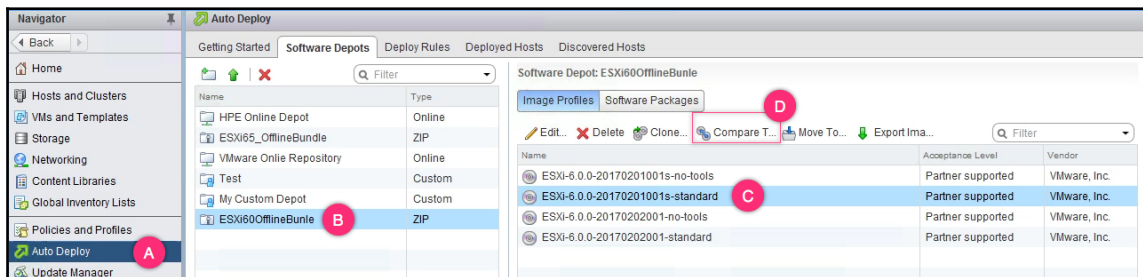 Navigator
Back
Home
Hosts and Clusters
VMs and Templates
Storage
Networking
Content Libraries
Global Inventory Lists
Policies and Profiles
Auto Deploy
A
Update Manager
Auto Deploy
Getting Started Software Depots Deploy Rules Deployed Hosts Discovered Hosts
Filter
Name Type
HPE Online Depot Online
ESXi65_OfflineBundle ZIP
VMware Onlie Repository Online
Test Custom
My Custom Depot Custom
ESXi60OfflineBunle B ZIP
Software Depot: ESXi60OfflineBunle
Image Profiles Software Packages
D
Edit... Delete Clone... Compare T... Move To... Export Ima... Filter
Name Acceptance Level Vendor
ESXi-6.0.0-20170201001s-no-tools Partner supported VMware, Inc.
ESXi-6.0.0-20170201001s-standard C Partner supported VMware, Inc.
ESXi-6.0.0-20170202001-no-tools Partner supported VMware, Inc.
ESXi-6.0.0-20170202001-standard Partner supported VMware, Inc.